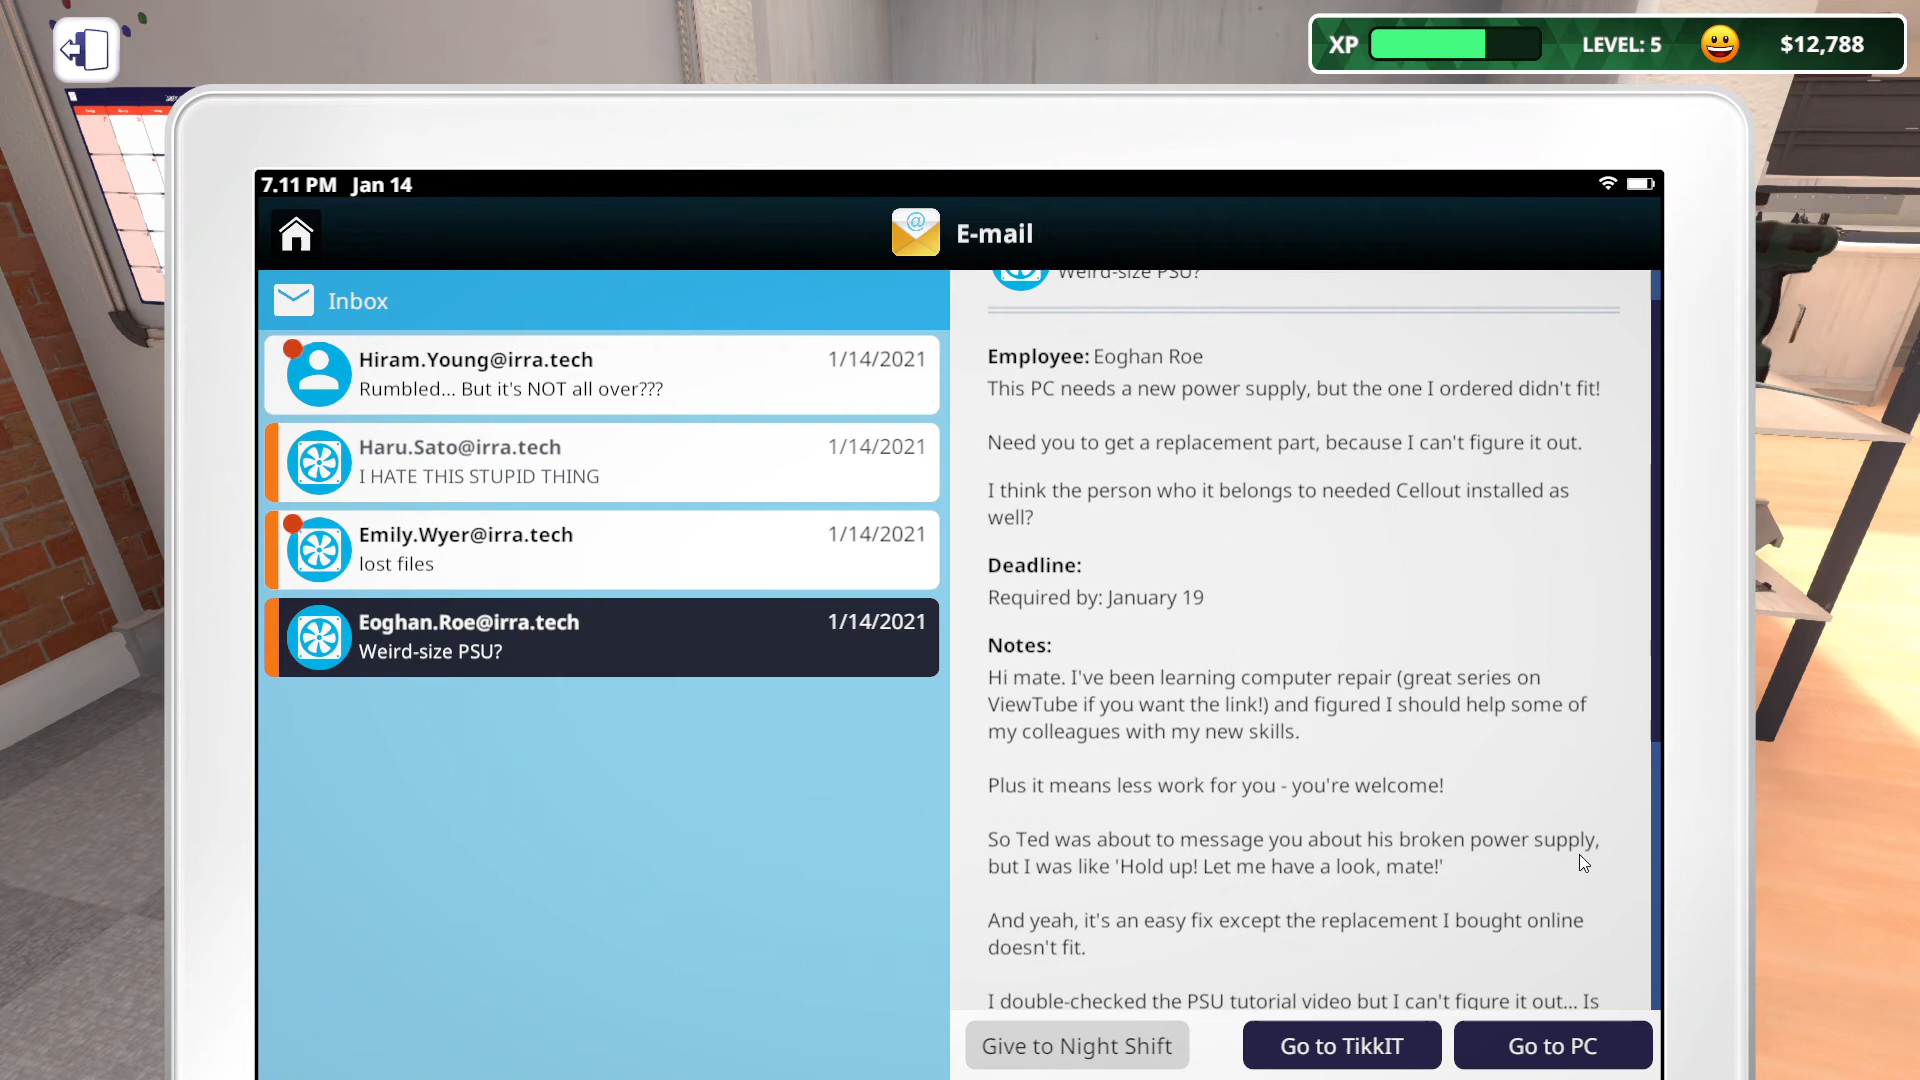 XP
LEVEL: 5
$12,788
7.11 PM Jan 14
E-mail
Inbox
Hiram.Young@irra.tech
1/14/2021
Rumbled... But it's NOT all over???
Haru.Sato@irra.tech
1/14/2021
I HATE THIS STUPID THING
Emily.Wyer@irra.tech
1/14/2021
lost files
Eoghan.Roe@irra.tech
1/14/2021
Weird-size PSU?
Weird-size PSU?
Employee: Eoghan Roe
This PC needs a new power supply, but the one I ordered didn't fit!
Need you to get a replacement part, because I can't figure it out.
I think the person who it belongs to needed Cellout installed as
well?
Deadline:
Required by: January 19
Notes:
Hi mate. I've been learning computer repair (great series on
ViewTube if you want the link!) and figured I should help some of
my colleagues with my new skills.
Plus it means less work for you - you're welcome!
So Ted was about to message you about his broken power supply,
but I was like 'Hold up! Let me have a look, mate!'
And yeah, it's an easy fix except the replacement I bought online
doesn't fit.
I double-checked the PSU tutorial video but I can't figure it out... Is
Give to Night Shift
Go to TikkIT
Go to PC